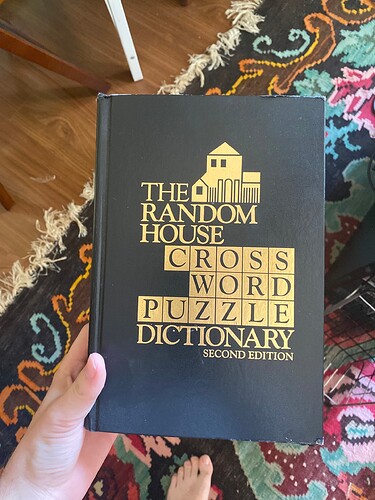 THE
RANDOM
HOUSE
CROSS
WORD
PUZZLE
DICTIONARY
SECOND EDITION